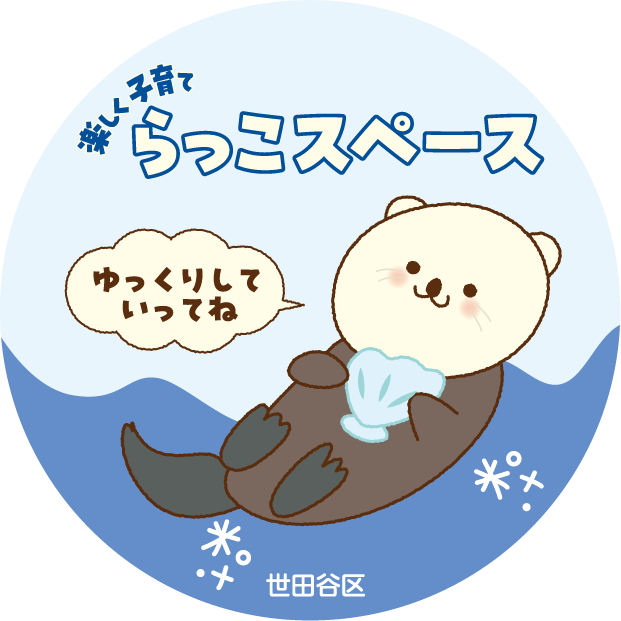 楽しく子育て
らっこスペース
ゆっくりして
いってね
世田谷区